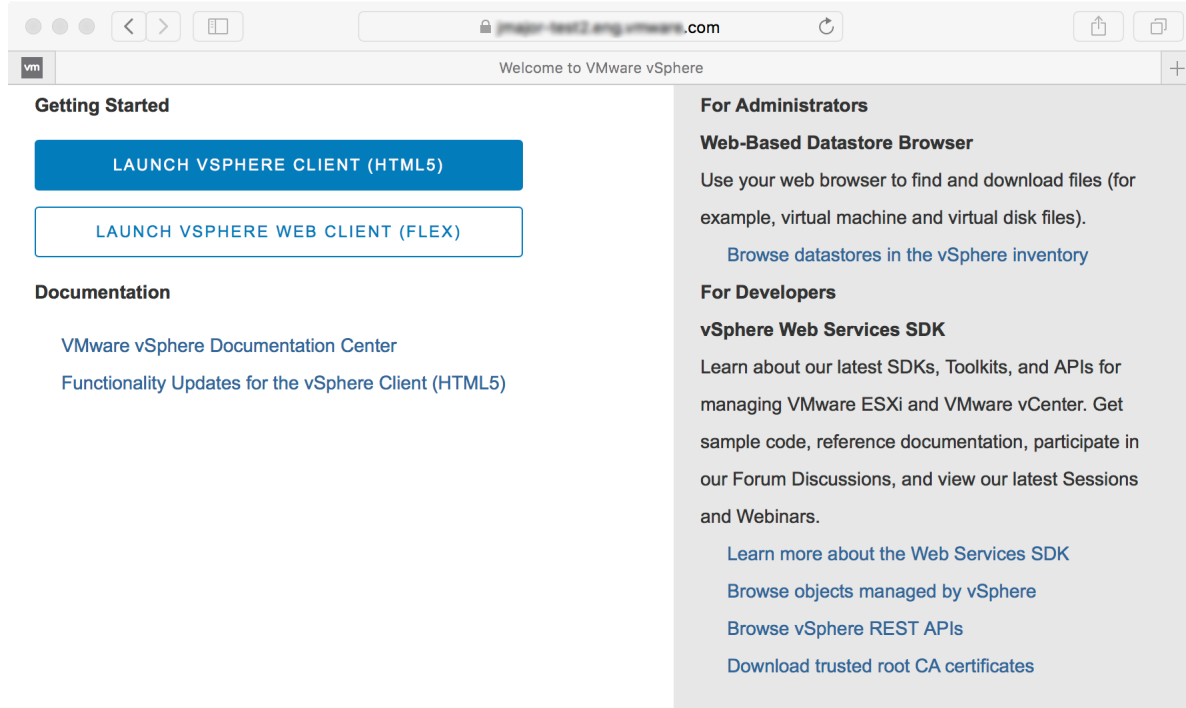 .com
vm
Welcome to VMware vSphere
Getting Started
LAUNCH VSPHERE CLIENT (HTML5)
LAUNCH VSPHERE WEB CLIENT (FLEX)
Documentation
VMware vSphere Documentation Center
Functionality Updates for the vSphere Client (HTML5)
For Administrators
Web-Based Datastore Browser
Use your web browser to find and download files (for
example, virtual machine and virtual disk files).
Browse datastores in the vSphere inventory
For Developers
vSphere Web Services SDK
Learn about our latest SDKs, Toolkits, and APIs for
managing VMware ESXi and VMware vCenter. Get
sample code, reference documentation, participate in
our Forum Discussions, and view our latest Sessions
and Webinars.
Learn more about the Web Services SDK
Browse objects managed by vSphere
Browse vSphere REST APIs
Download trusted root CA certificates